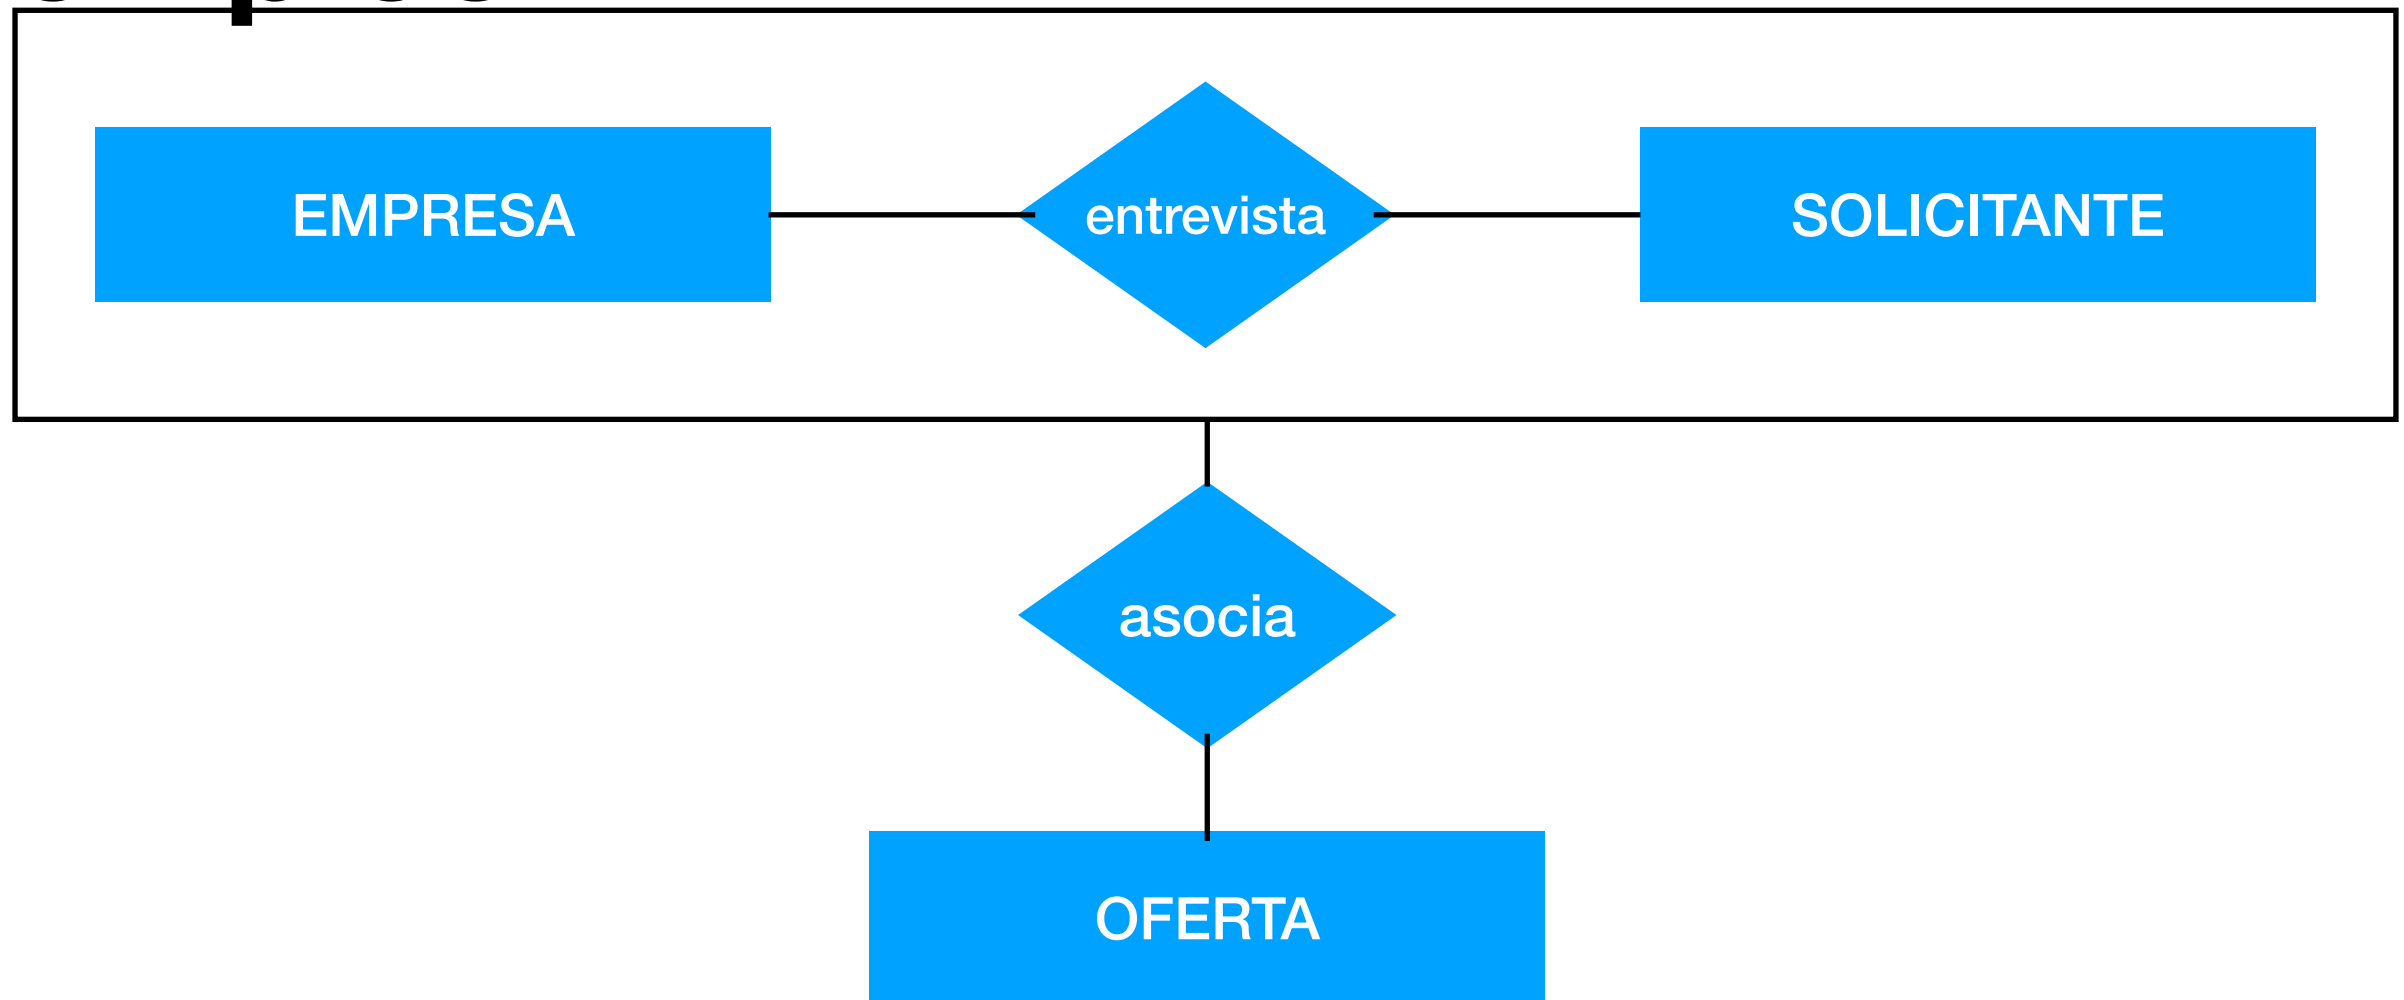 EMPRESA
entrevista
SOLICITANTE
asocia
OFERTA